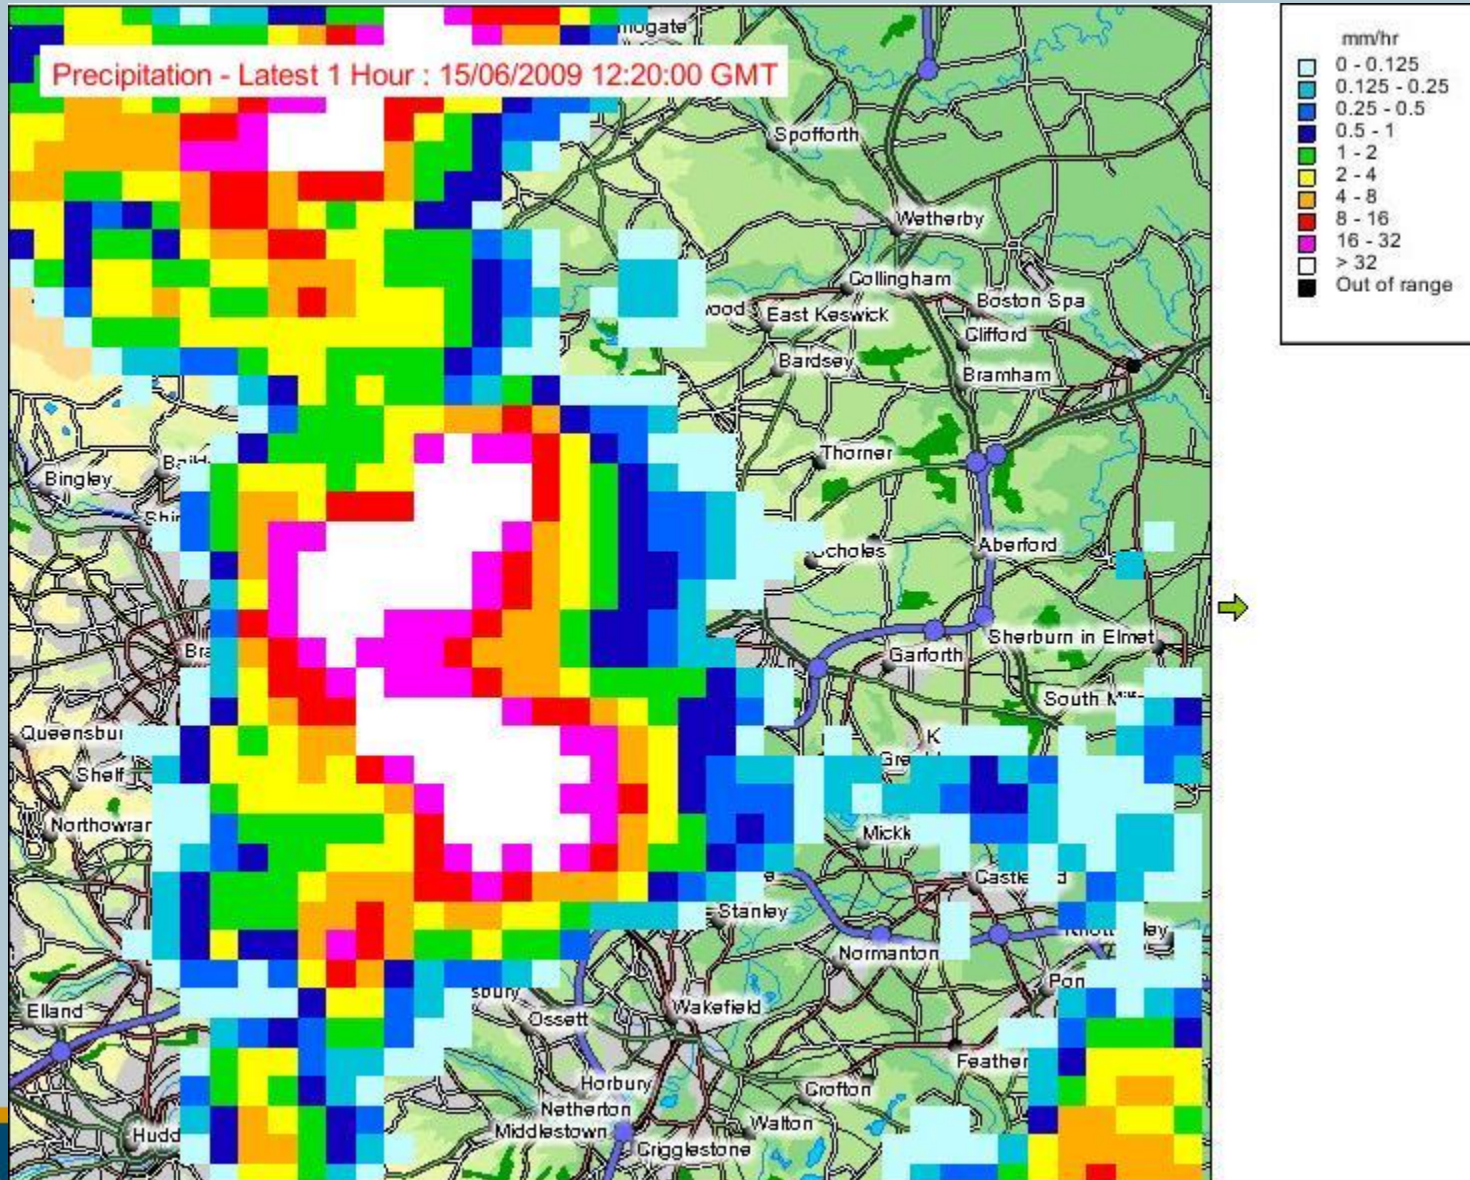 Precipitation - Latest 1 Hour : 15/06/2009 12:20:00 GMT
mm/hr
0 - 0.125
0.125 - 0.25
0.25 - 0.5
0.5 - 1
1 - 2
2 - 4
4 - 8
8 - 16
16 - 32
> 32
Out of range
Spofforth
Wetherby
Collingham
Boston Spa
East Keswick
Clifford
Bardsey
Bramham
Thorner
Bingley
Aberford
Sherburn in Elmet
Garforth
South
Shelf
Stanley
Normanton
Elland
Wakefield
Ossett
Feather
Horbury
Crofton
Netherton
Middlestown
Walton
Crigglestone
Hudd